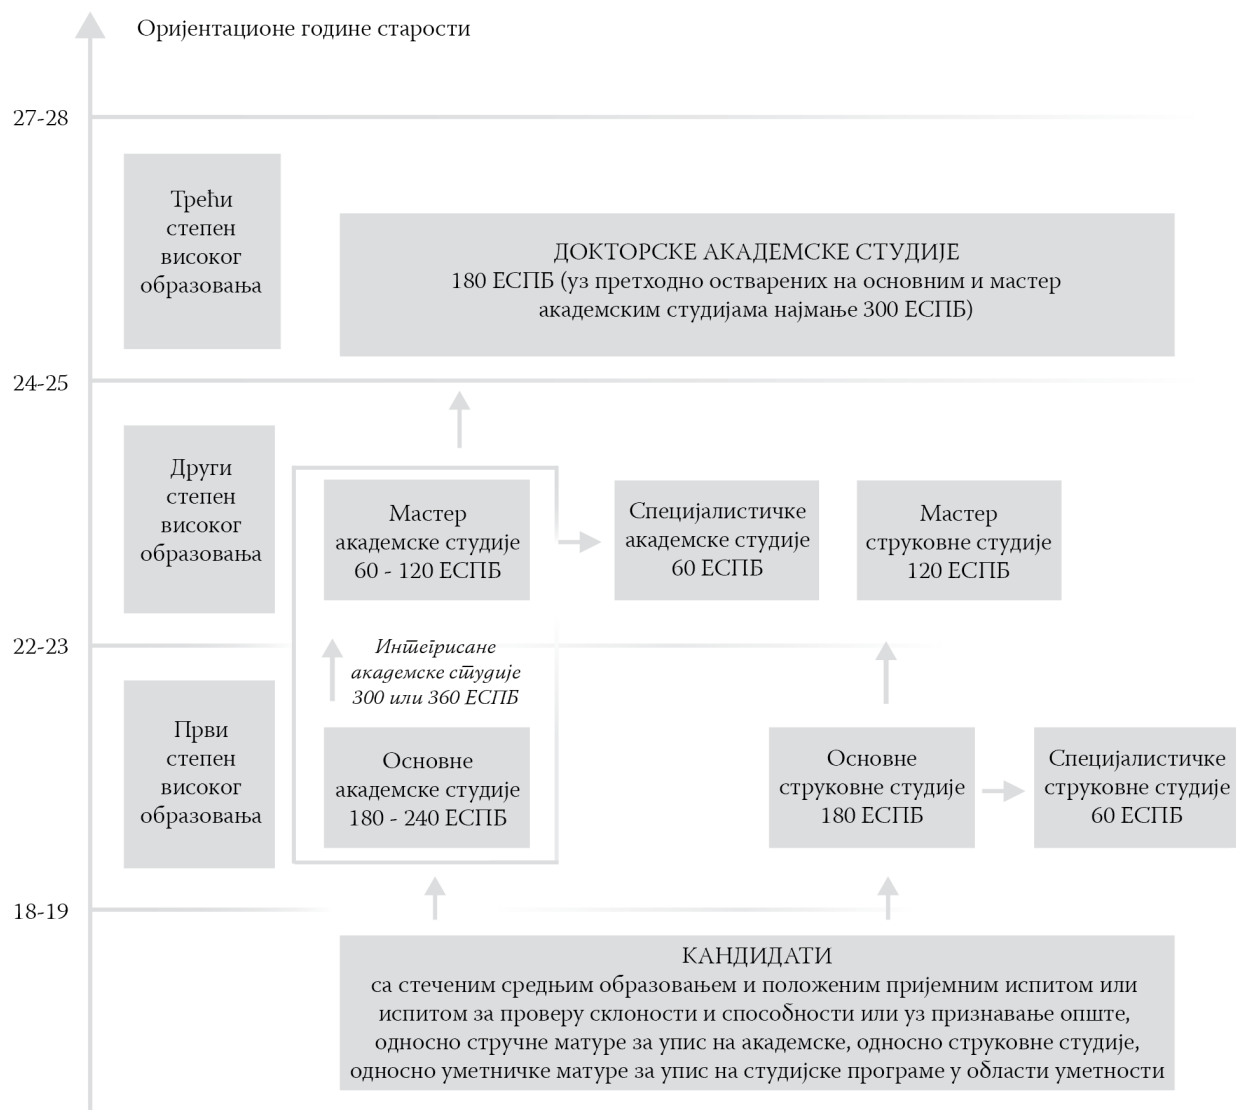 Оријентационе године старости
27-28
Трећи
степен
високог
образовања
ДОКТОРСКЕ АКАДЕМСКЕ СТУДИЈЕ
180 ЕСПБ (уз претходно остварених на основним и мастер
академским студијама најмање 300 ЕСПБ)
24-25
Други
степен
високог
образовања
Мастер
академске студије
60 - 120 ЕСПБ
Специјалистичке
академске студије
60 ЕСПБ
Мастер
струковне студије
120 ЕСПБ
22-23
Интегрисане
академске студије
300 или 360 ЕСПБ
Први
степен
високог
образовања
Основне
академске студије
180 - 240 ЕСПБ
Основне
струковне студије
180 ЕСПБ
Специјалистичке
струковне студије
60 ЕСПБ
18-19
КАНДИДАТИ
са стеченим средњим образовањем и положеним пријемним испитом или
испитом за проверу склоности и способности или уз признавање опште,
односно стручне матуре за упис на академске, односно струковне студије,
односно уметничке матуре за упис на студијске програме у области уметности